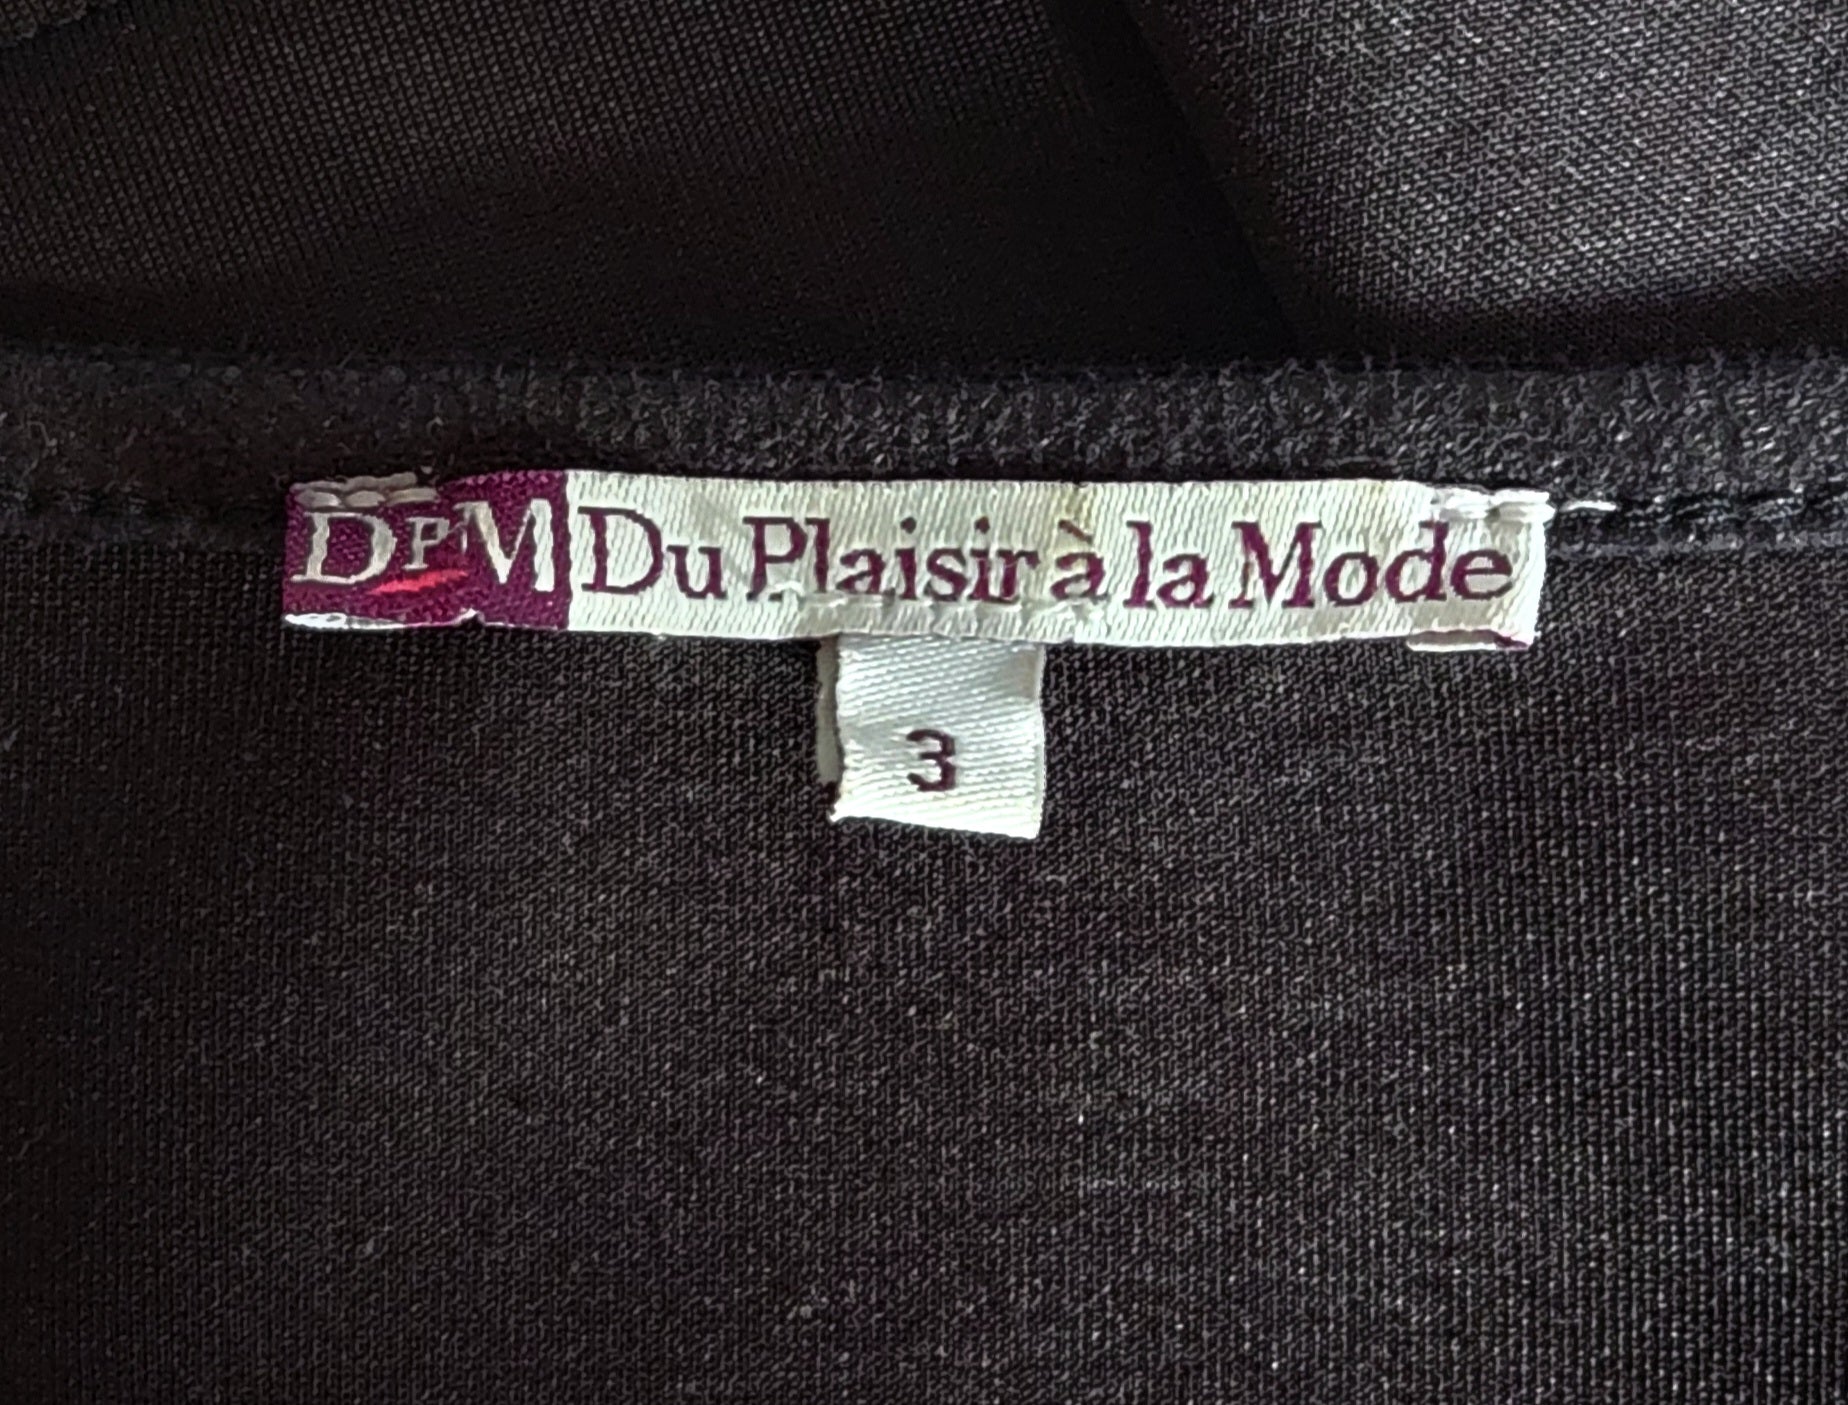 DPM Du Plaisir à la Mode
3